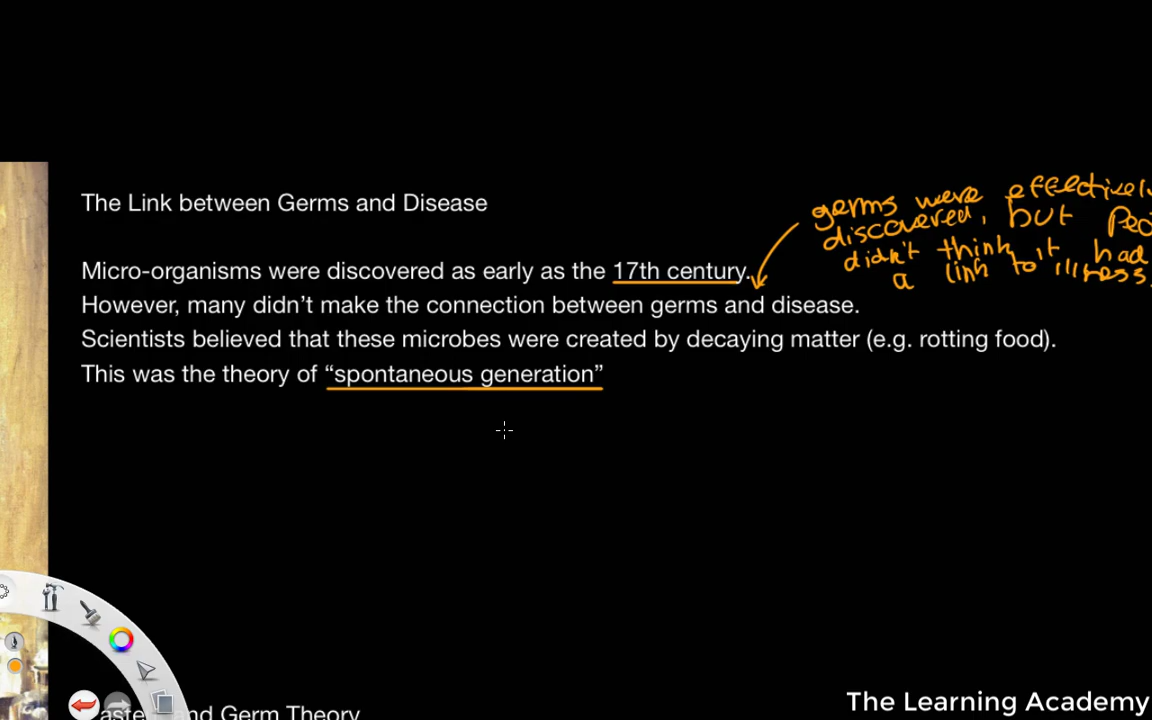 The Link between Germs and Disease
germs were effectively
discovered, but
didn't think it had
a link to illness.
Micro-organisms were discovered as early as the 17th century.
However, many didn't make the connection between germs and disease.
Scientists believed that these microbes were created by decaying matter (e.g. rotting food).
This was the theory of “spontaneous generation”
and Germ Theory
The Learning Academy